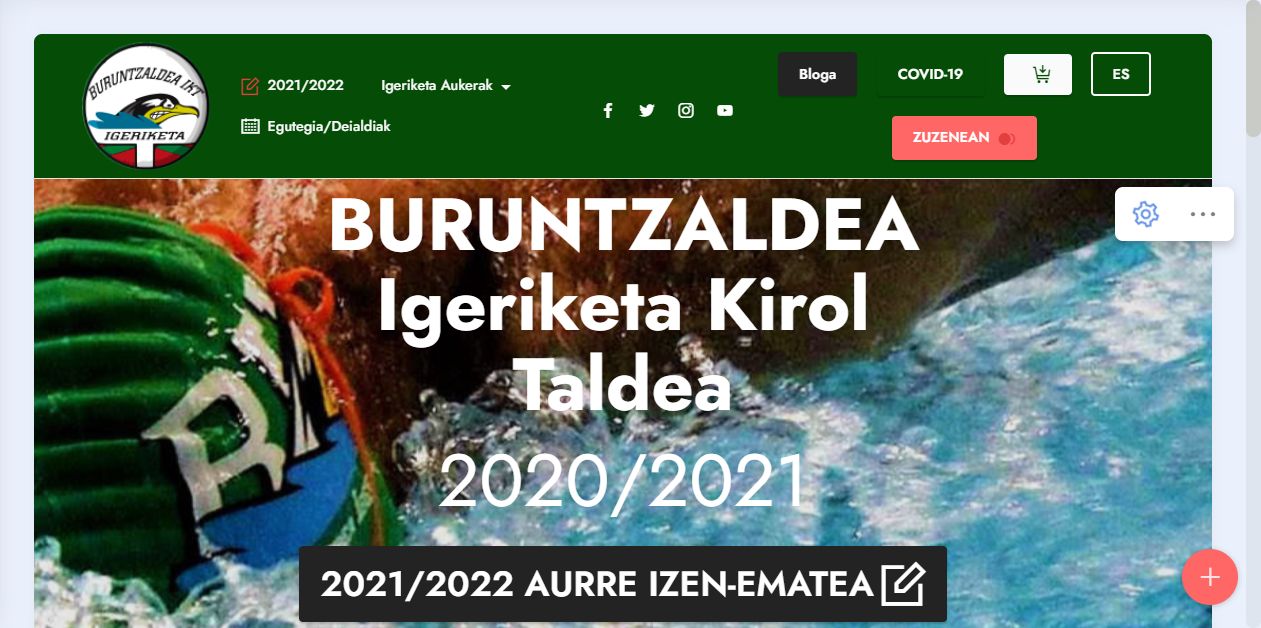 BURUNTZALDEA IKT
IGERIKETA
2021/2022
Igeriketa Aukerak
Egutegia/Deialdiak
Bloga
COVID-19
ES
ZUZENEAN
BURUNTZALDEA
Igeriketa Kirol
Taldea
2020/2021
2021/2022 AURRE IZEN-EMATEA